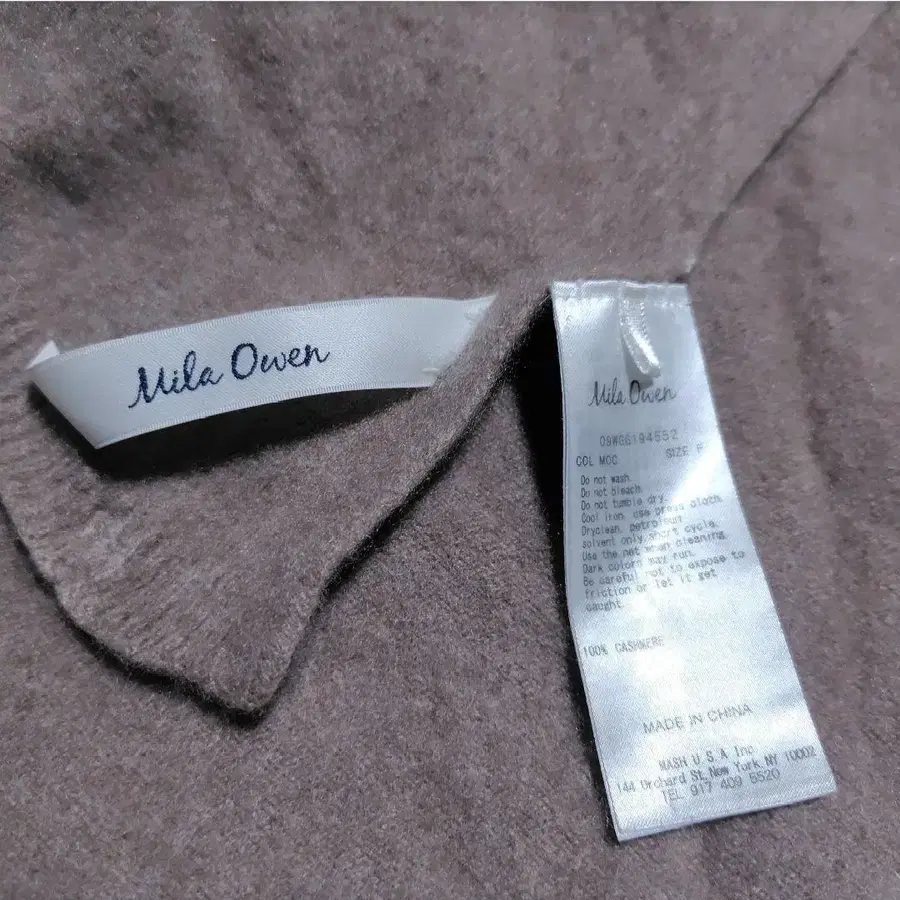 Mila Owen
Mila Owen
09WGG194552
COL MOC SIZE F
Do not wash.
Do not bleach.
Do not tumble dry.
Cool iron, use press cloth.
Dryclean, petroleum
solvent only short cycle.
Use the net when cleaning.
Dark colors may run.
Be careful not to expose to
friction or let it get
caught.
100% CASHMERE
MADE IN CHINA
MASH U S A Inc.
144 Orchard St, New York NY 10002
TEL 917 409 5520